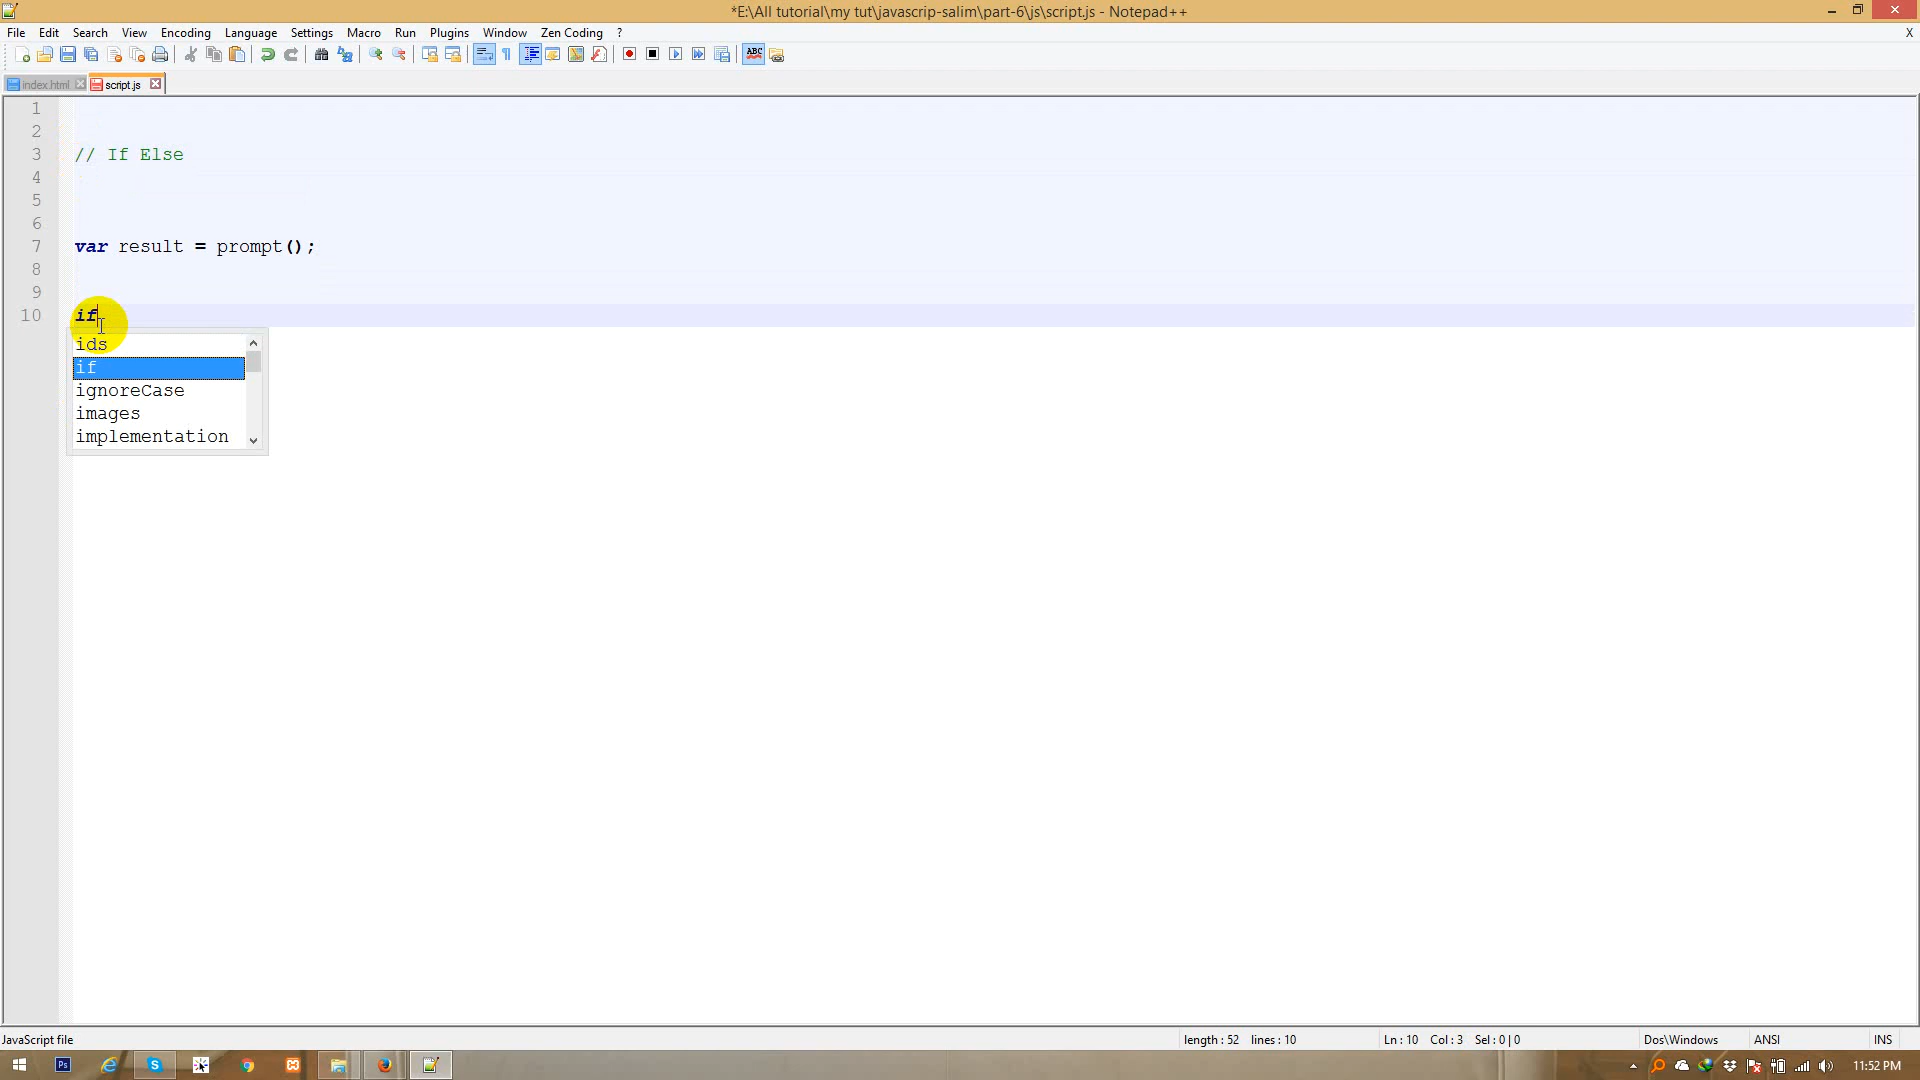 *E:\All tutorial\my tut\javascrip-salim\part-6\js\script.js - Notepad++
File Edit Search View Encoding Language Settings Macro Run Plugins Window Zen Coding ? X
ABC
index.html script.js
1
2
3 // If Else
4
5
6
7 var result = prompt();
8
9
10 if
ids
if
ignoreCase
images
implementation
JavaScript file length : 52 lines : 10 Ln : 10 Col : 3 Sel : 0 | 0 Dos\Windows ANSI INS
Ps 11:52 PM